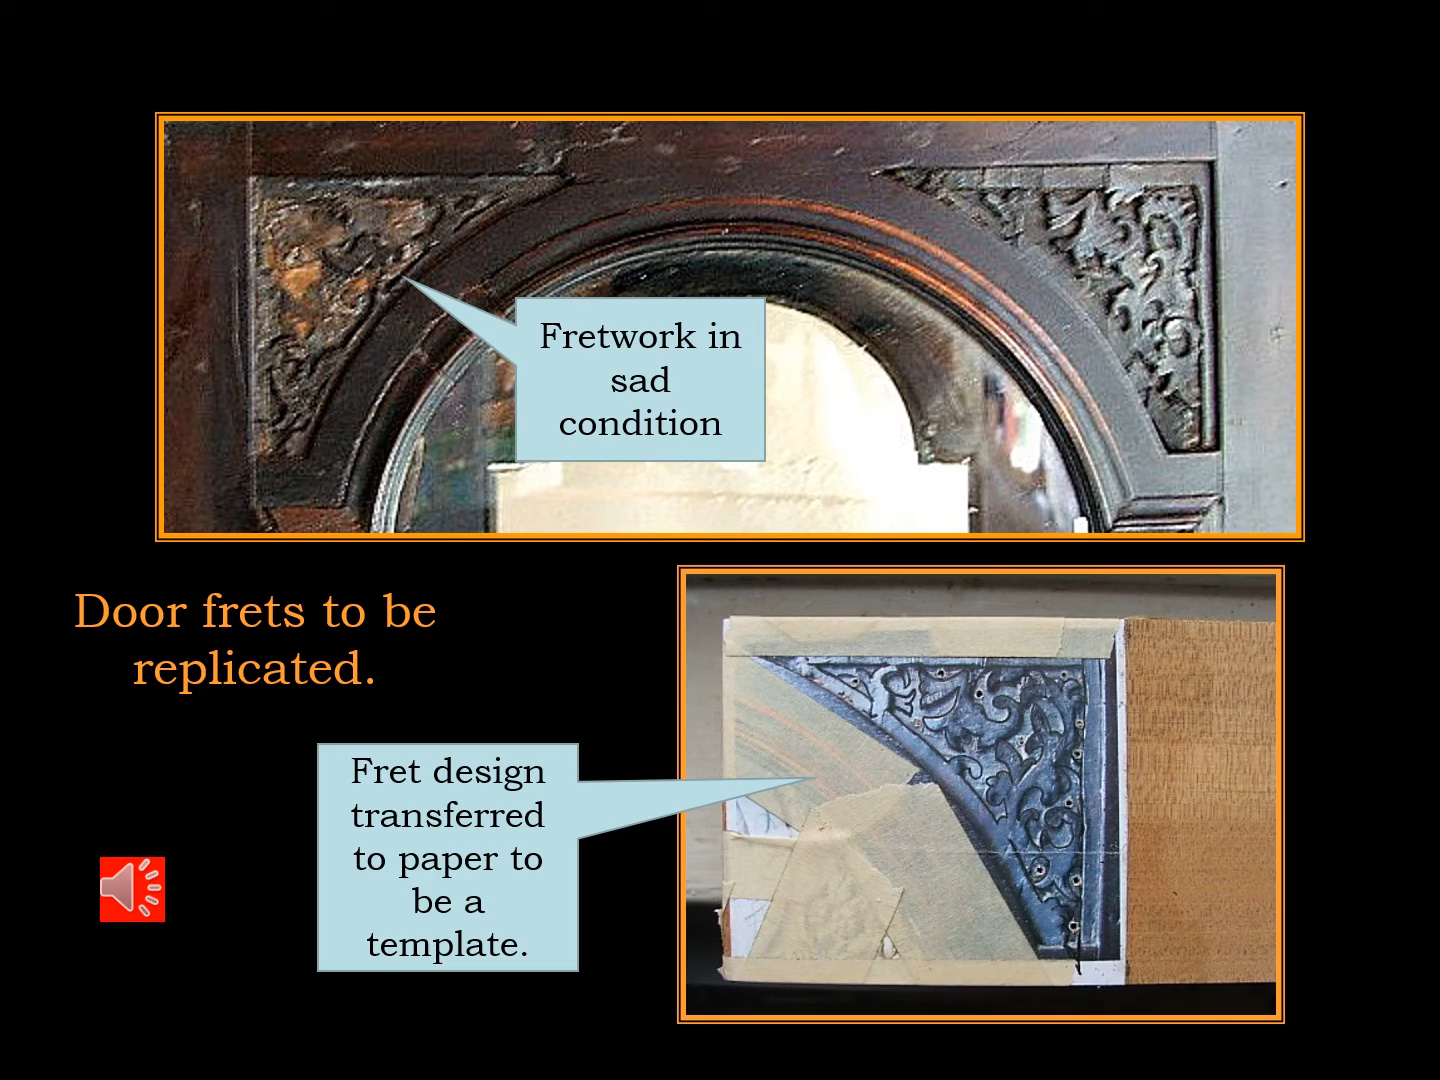 Fretwork in
sad
condition
Door frets to be
replicated.
Fret design
transferred
to paper to
be a
template.